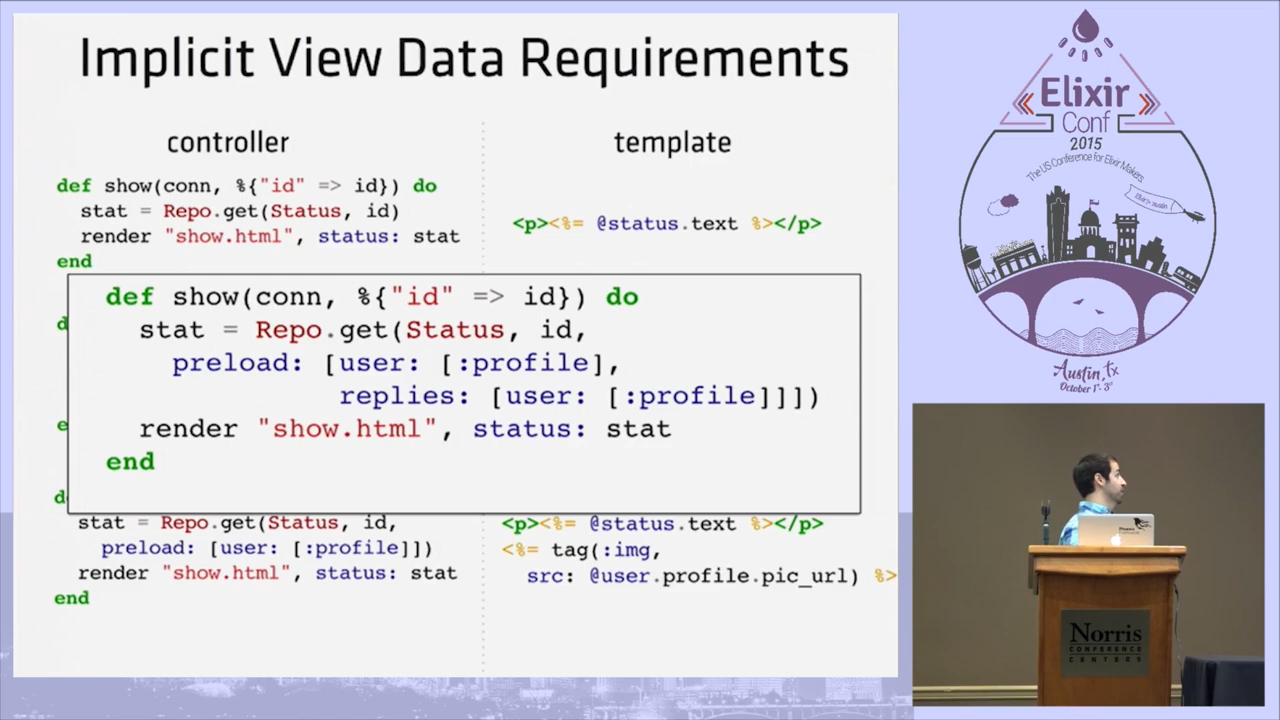 Implicit View Data Requirements
controller
template
def show(conn, %{"id" => id}) do
stat = Repo.get(Status, id)
render "show.html", status: stat
end
<p><%= @status.text %></p>
def show(conn, %{"id" => id}) do
stat = Repo.get(Status, id,
preload: [user: [:profile],
replies: [user: [:profile]]])
render "show.html", status: stat
end
stat = Repo.get(Status, id,
preload: [user: [:profile]])
render "show.html", status: stat
end
<p><%= @status.text %></p>
<%= tag(:img,
src: @user.profile.pic_url) %>
Elixir
Conf
2015
The US Conference for Elixir Makers
Austin, Tx
October 1st- 3rd
Norris
CONFERENCE
CENTERS